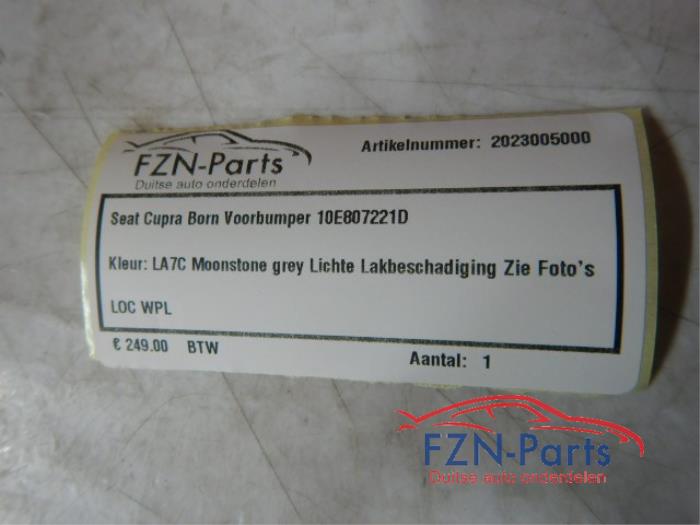 FZN-Parts
Duitse auto onderdelen
Artikelnummer: 2023005000
Seat Cupra Born Voorbumper 10E807221D
Kleur: LA7C Moonstone grey Lichte Lakbeschadiging Zie Foto's
LOC WPL
€ 249.00 BTW
Aantal: 1
FZN-Parts
Duitse auto onderdelen